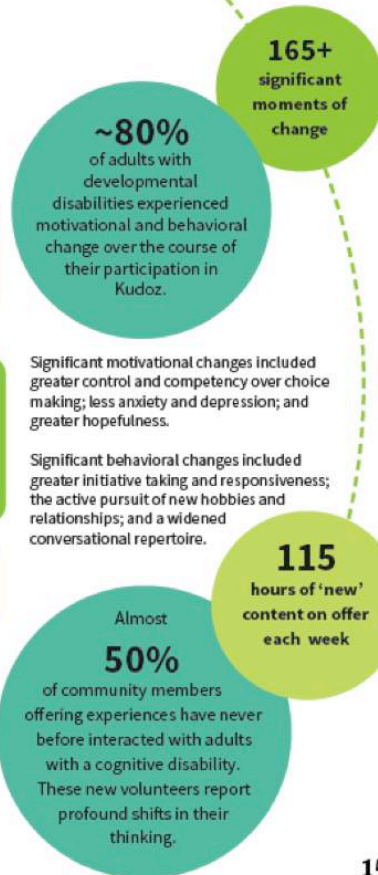 165+
significant
moments of
change
~80%
of adults with
developmental
disabilities experienced
motivational and behavioral
change over the course of
their participation in
Kudoz.
Significant motivational changes included
greater control and competency over choice
making; less anxiety and depression; and
greater hopefulness.
Significant behavioral changes included
greater initiative taking and responsiveness;
the active pursuit of new hobbies and
relationships; and a widened
conversational repertoire.
115
hours of ‘new’
content on offer
each week
Almost
50%
of community members
offering experiences have never
before interacted with adults
with a cognitive disability.
These new volunteers report
profound shifts in their
thinking.